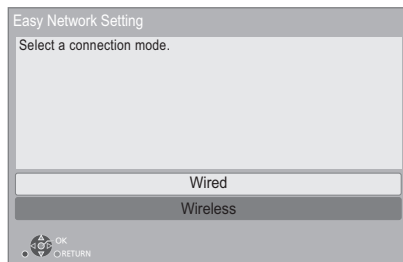 Easy Network Setting
Select a connection mode.
Wired
Wireless
OK
RETURN